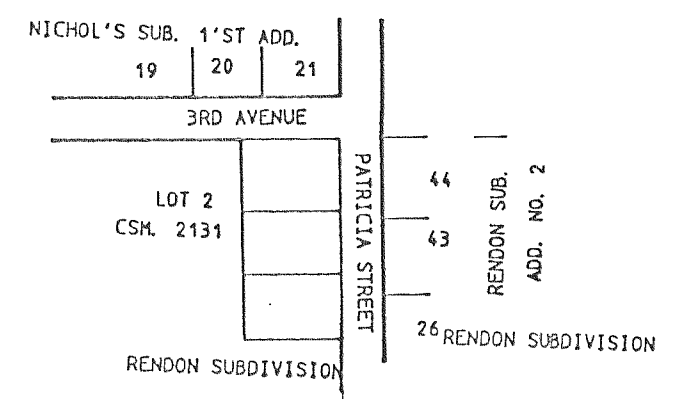 NICHOL'S SUB. 1'ST ADD.
19 20 21
3RD AVENUE
PATRICIA STREET
LOT 2
CSM. 2131
44
43
RENDON SUB.
ADD. NO. 2
26 RENDON SUBDIVISION
RENDON SUBDIVISION